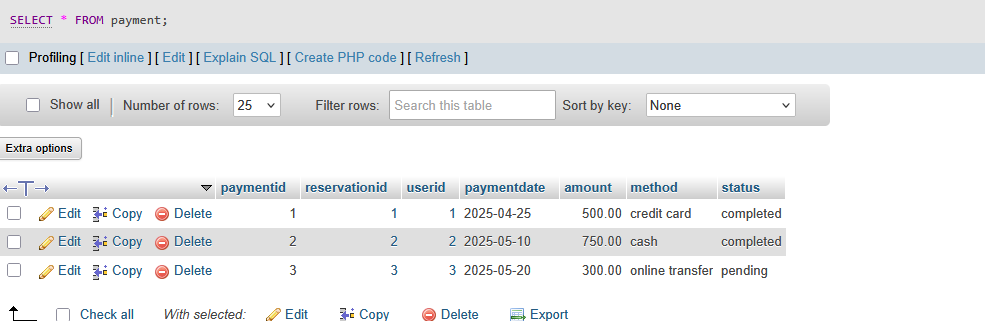 SELECT * FROM payment;
Profiling [ Edit inline ] [ Edit ] [ Explain SQL ] [ Create PHP code ] [ Refresh ]
Show all Number of rows: 25 Filter rows: Search this table Sort by key: None
Extra options
paymentid reservationid userid paymentdate amount method status
Edit Copy Delete 1 1 1 2025-04-25 500.00 credit card completed
Edit Copy Delete 2 2 2 2025-05-10 750.00 cash completed
Edit Copy Delete 3 3 3 2025-05-20 300.00 online transfer pending
Check all With selected: Edit Copy Delete Export